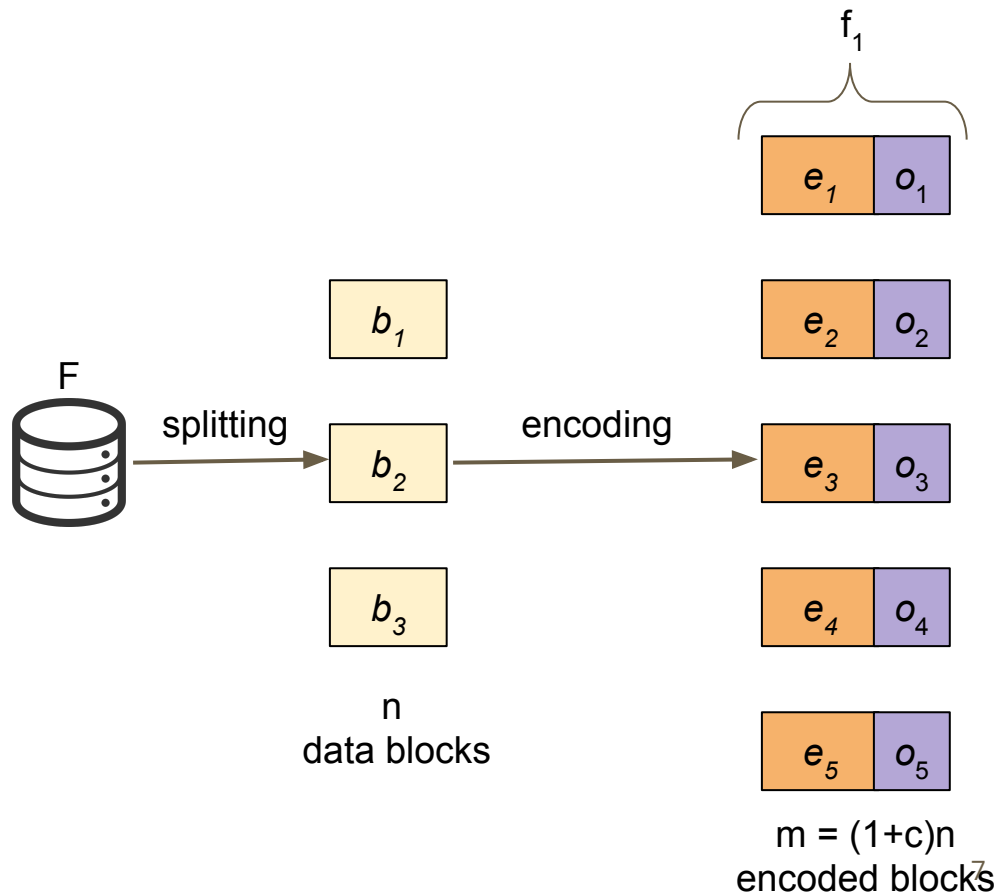 f₁
e₁ o₁
b₁
e₂ o₂
F
splitting
b₂
encoding
e₃ o₃
b₃
e₄ o₄
n
data blocks
e₅ o₅
m = (1+c)n
encoded blocks
7